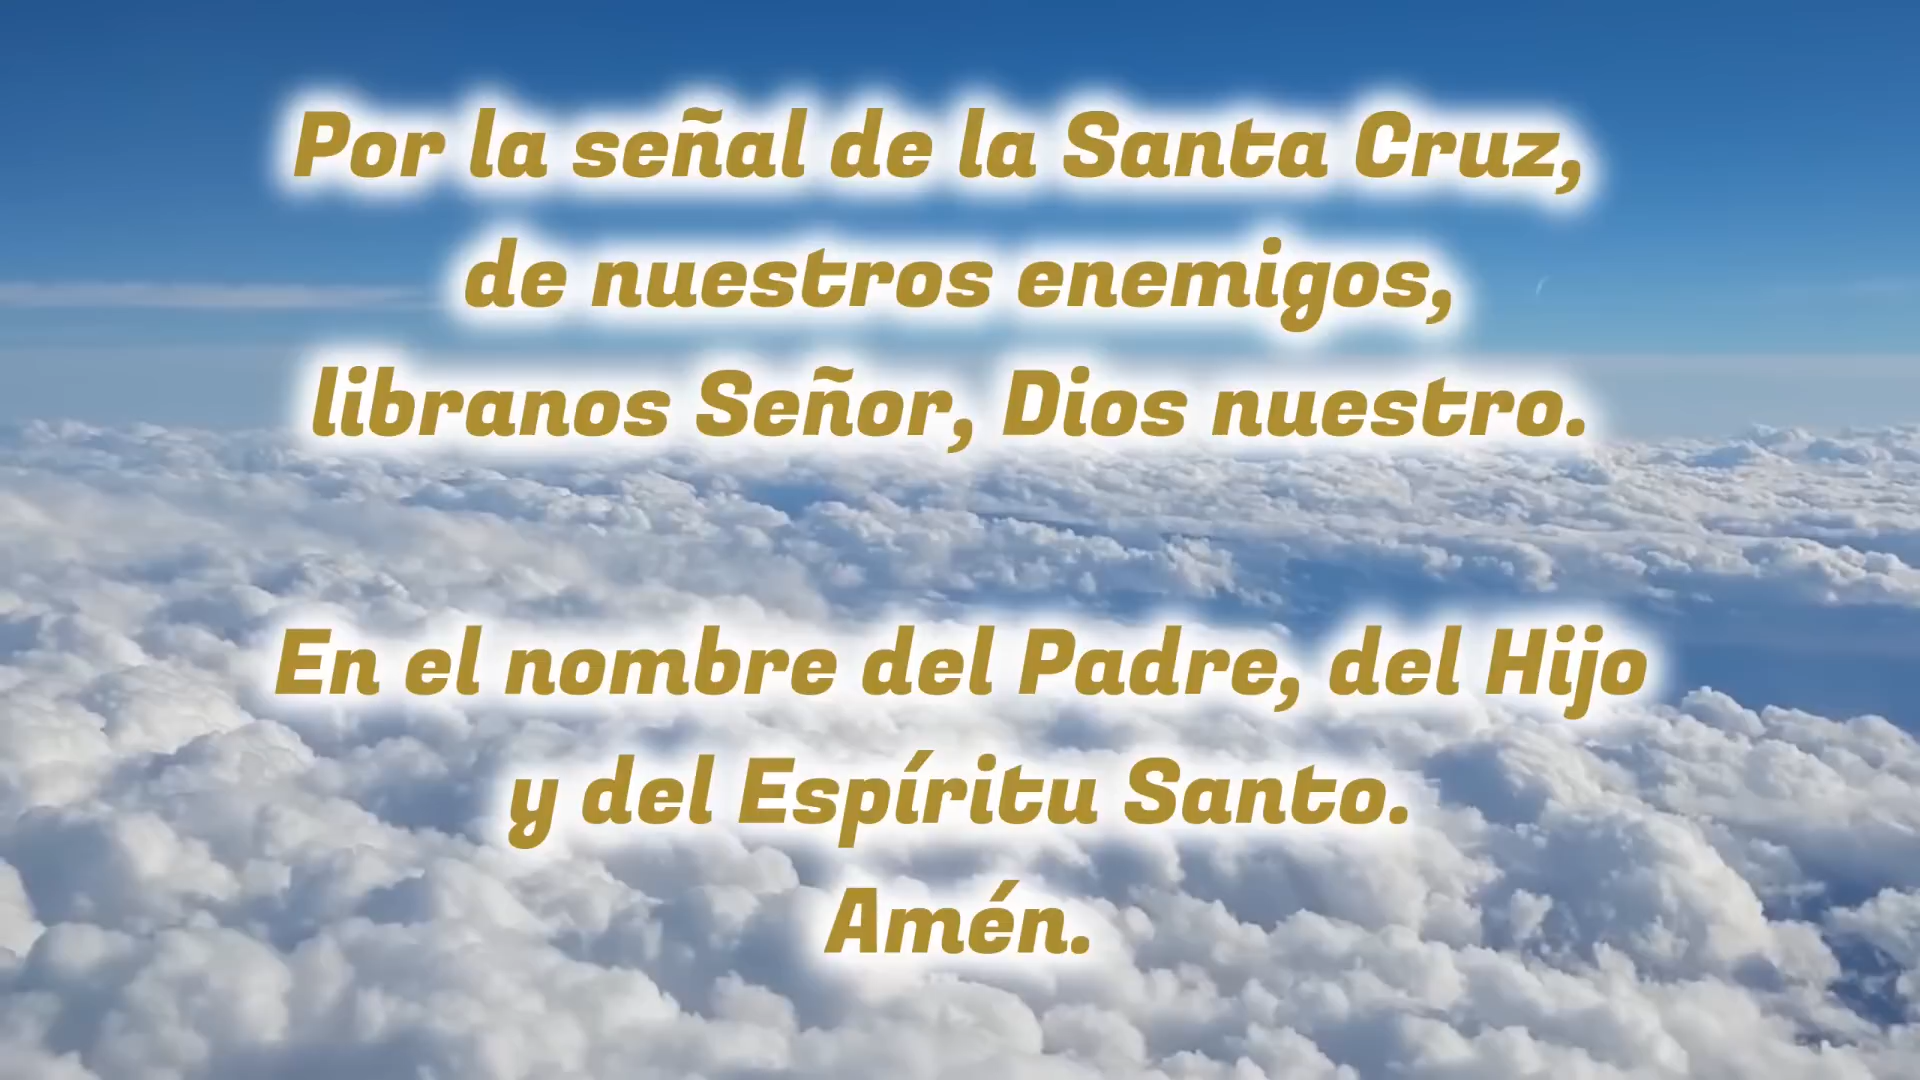 Por la señal de la Santa Cruz,
de nuestros enemigos,
libranos Señor, Dios nuestro.
En el nombre del Padre, del Hijo
y del Espíritu Santo.
Amén.